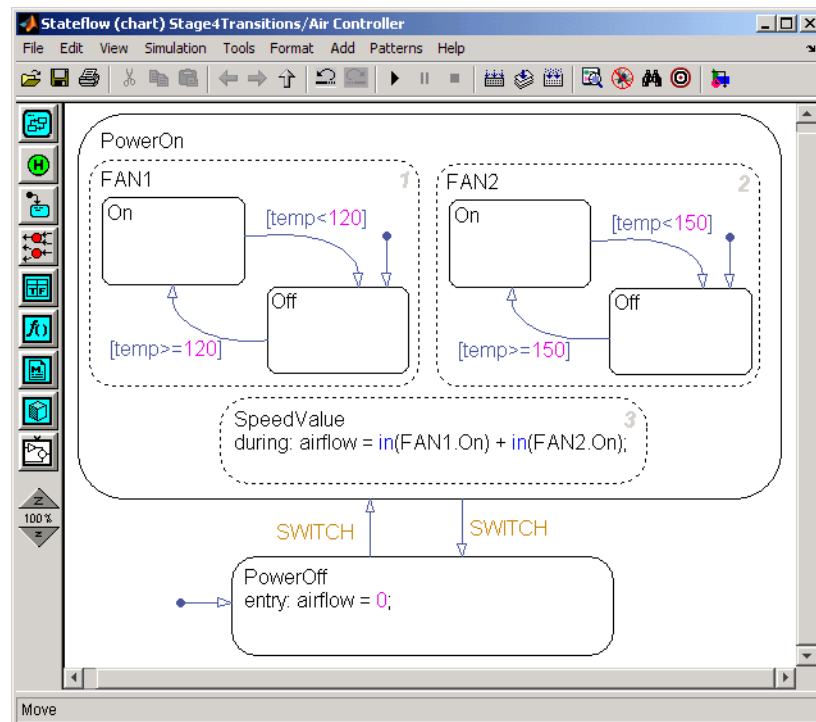 Stateflow (chart) Stage4Transitions/Air Controller
File Edit View Simulation Tools Format Add Patterns Help
PowerOn
FAN1 1
On
[temp<120]
Off
[temp>=120]
FAN2 2
On
[temp<150]
Off
[temp>=150]
SpeedValue 3
during: airflow = in(FAN1.On) + in(FAN2.On);
SWITCH
SWITCH
PowerOff
entry: airflow = 0;
H
TF
f()
M
Z
100%
z
Move